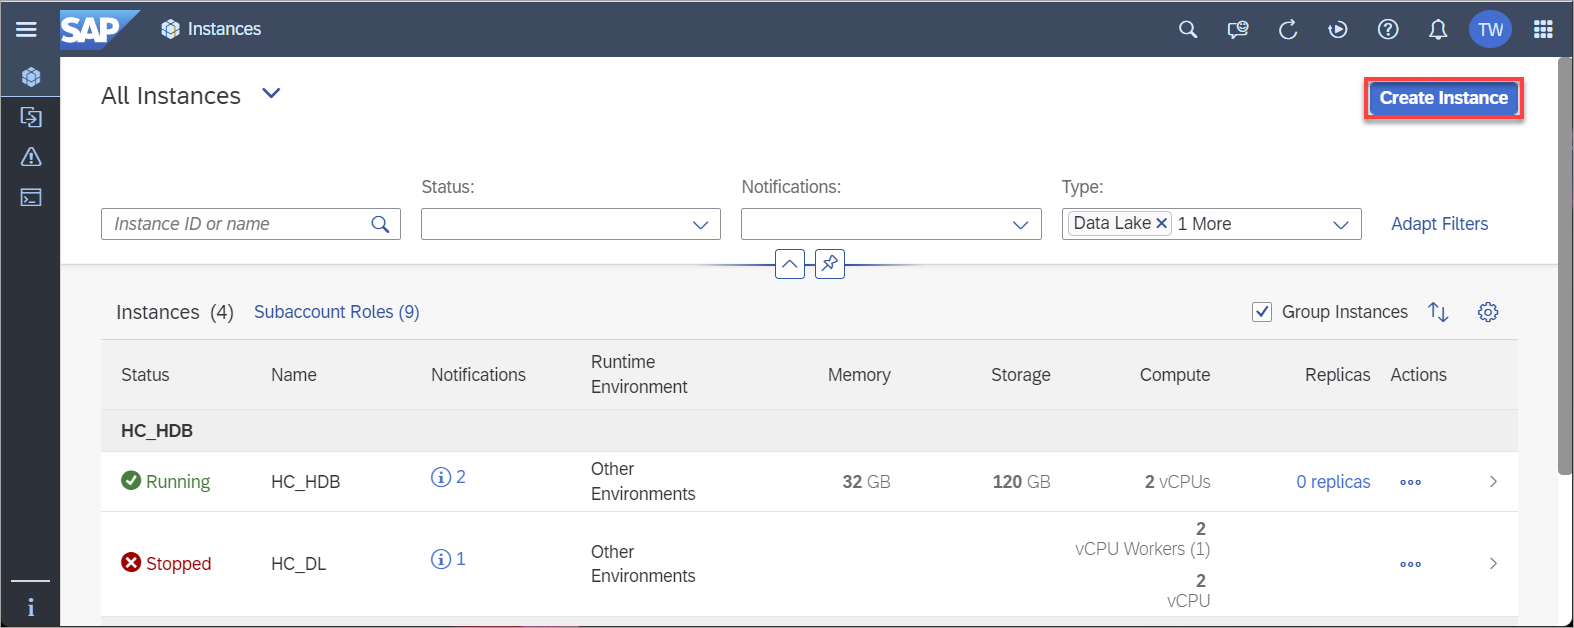 SAP Instances TW
All Instances
Create Instance
Status: Notifications: Type:
Instance ID or name Data Lake 1 More Adapt Filters
Instances (4) Subaccount Roles (9) Group Instances
Status Name Notifications Runtime Environment Memory Storage Compute Replicas Actions
HC_HDB
Running HC_HDB 2 Other Environments 32 GB 120 GB 2 vCPUs 0 replicas
Stopped HC_DL 1 Other Environments 2 vCPU Workers (1)
2 vCPU